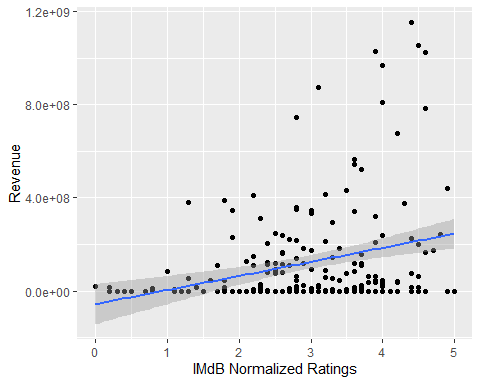 1.2e+09
8.0e+08
Revenue
4.0e+08
0.0e+00
0 1 2 3 4 5
IMdB Normalized Ratings